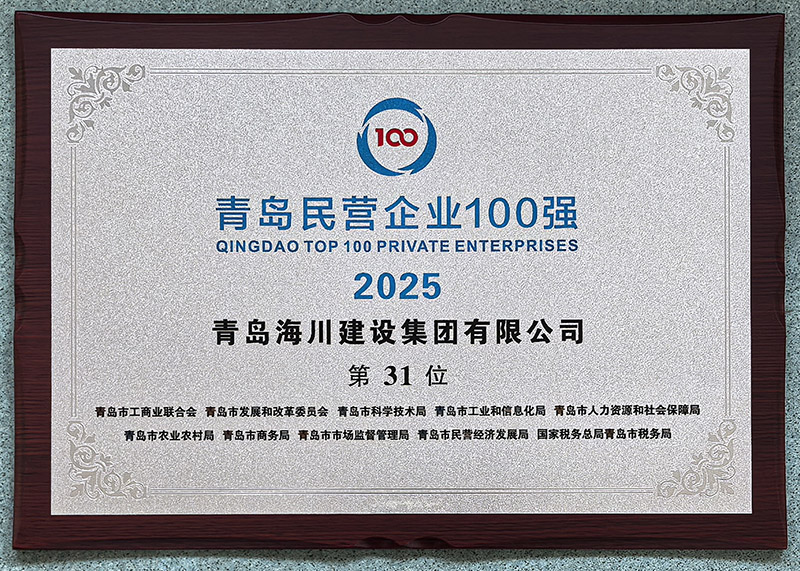 100
青岛民营企业100强
QINGDAO TOP 100 PRIVATE ENTERPRISES
2025
青岛海川建设集团有限公司
第 31 位
青岛市工商业联合会 青岛市发展和改革委员会 青岛市科学技术局 青岛市工业和信息化局 青岛市人力资源和社会保障局
青岛市农业农村局 青岛市商务局 青岛市市场监督管理局 青岛市民营经济发展局 国家税务总局青岛市税务局